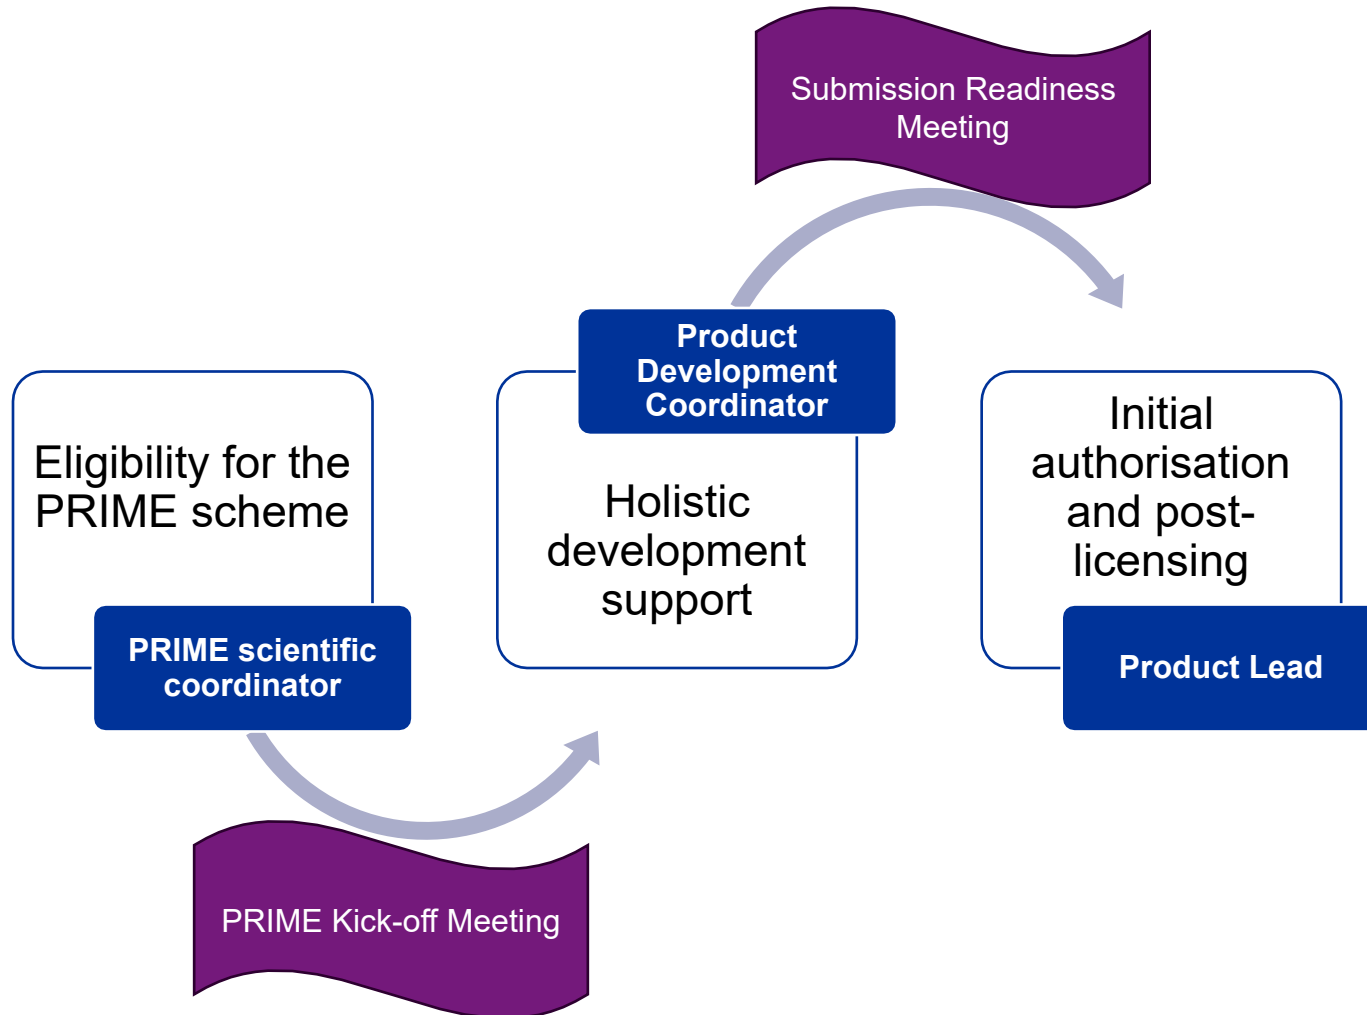 Submission Readiness
Meeting
Eligibility for the
PRIME scheme
PRIME scientific
coordinator
PRIME Kick-off Meeting
Product
Development
Coordinator
Holistic
development
support
Initial
authorisation
and post-
licensing
Product Lead